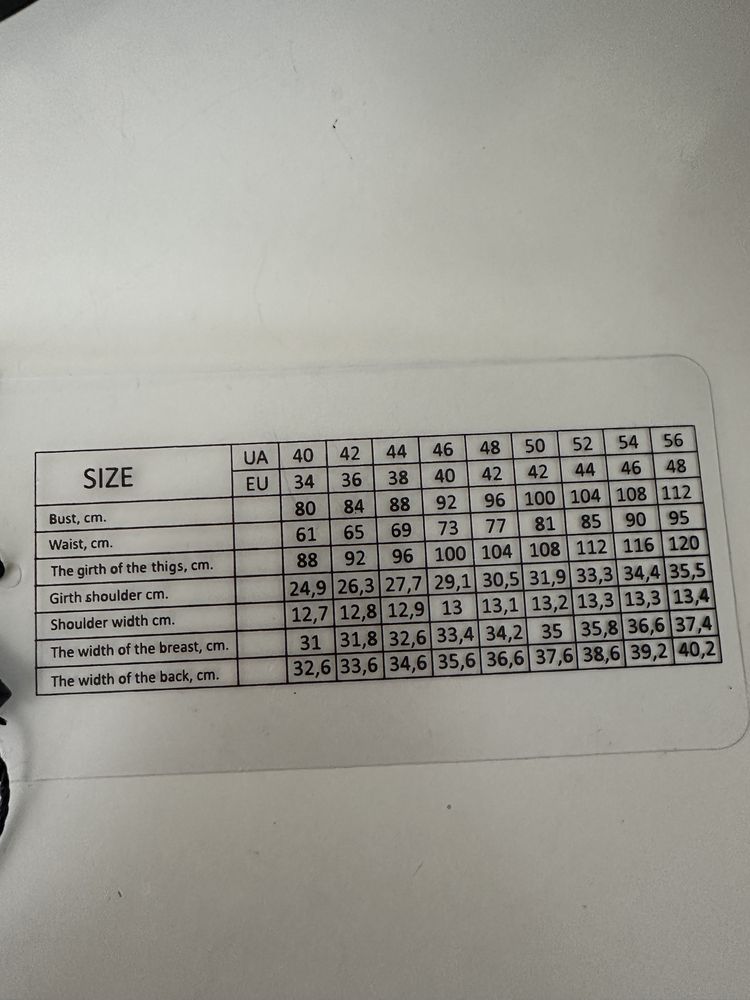 SIZE UA 40 42 44 46 48 50 52 54 56
EU 34 36 38 40 42 42 44 46 48
Bust, cm. 80 84 88 92 96 100 104 108 112
Waist, cm. 61 65 69 73 77 81 85 90 95
The girth of the thigs, cm. 88 92 96 100 104 108 112 116 120
Girth shoulder cm. 24,9 26,3 27,7 29,1 30,5 31,9 33,3 34,4 35,5
Shoulder width cm. 12,7 12,8 12,9 13 13,1 13,2 13,3 13,3 13,4
The width of the breast, cm. 31 31,8 32,6 33,4 34,2 35 35,8 36,6 37,4
The width of the back, cm. 32,6 33,6 34,6 35,6 36,6 37,6 38,6 39,2 40,2